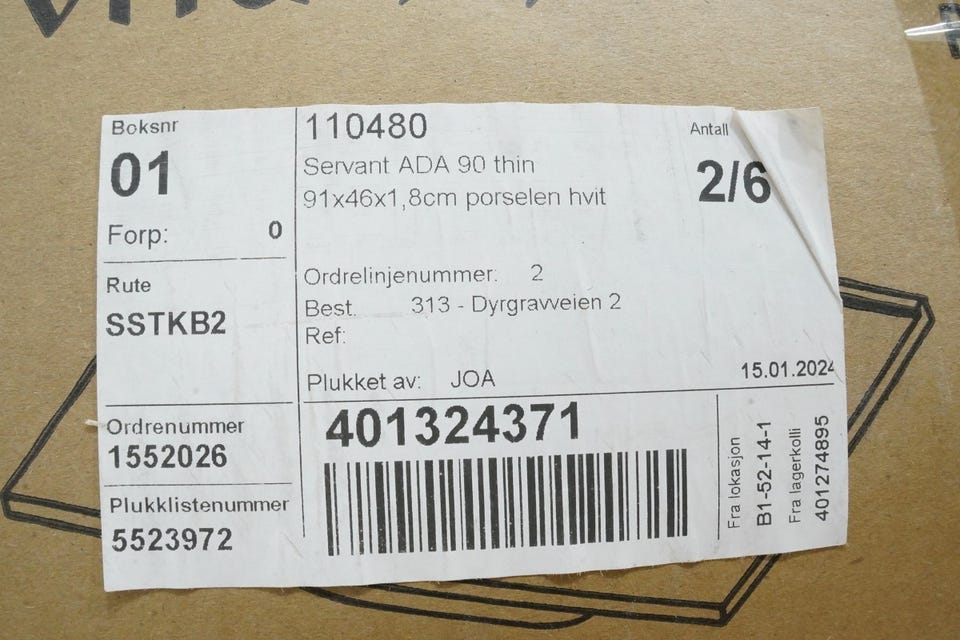 Boksnr
01
Forp: 0
110480
Servant ADA 90 thin
91x46x1,8cm porselen hvit
Antall
2/6
Rute
SSTKB2
Ordrelinjenummer: 2
Best. 313 - Dyrgravveien 2
Ref:
Plukket av: JOA
15.01.2024
Ordrenummer
1552026
Plukklistenummer
5523972
401324371
Fra lokasjon
B1-52-14-1
Fra lagerkolli
401274895